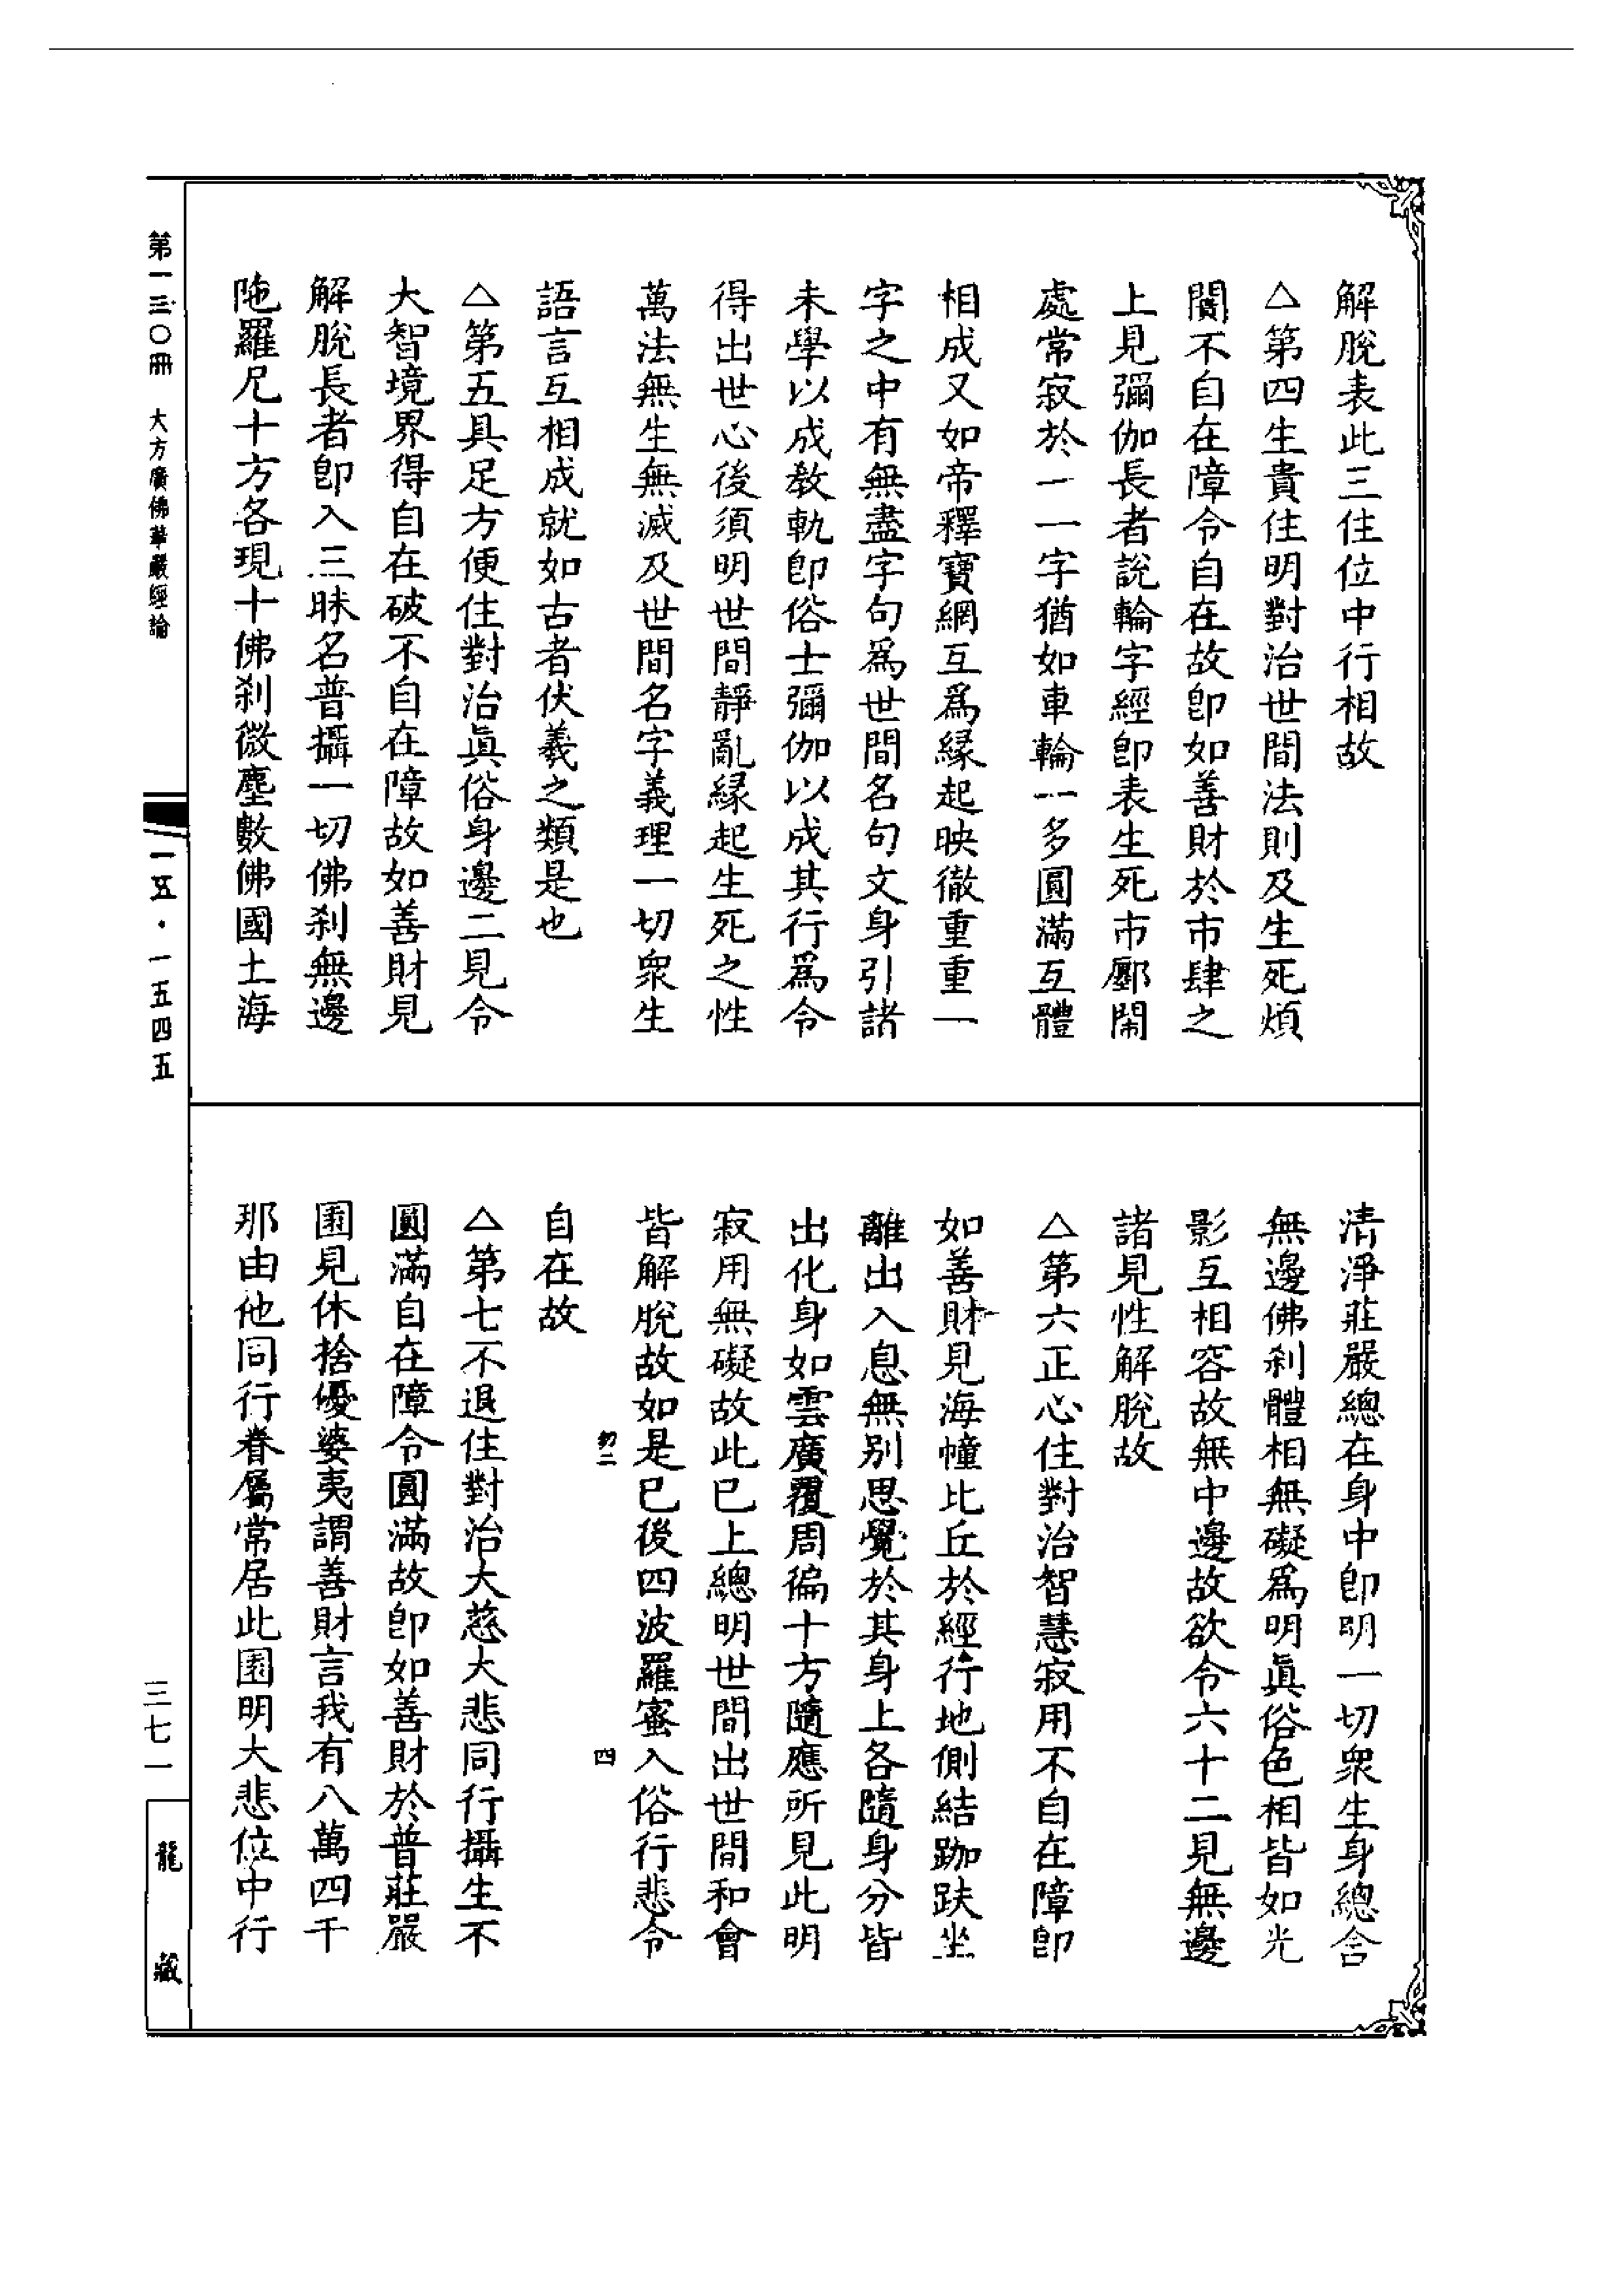 解脫表此三住位中行相故
△第四生貴住明對治世間法則及生死煩
闠不自在障令自在故卽如善財於市肆之
上見彌伽長者說輪字經卽表生死市廛鬧
處常寂於一一字猶如車輪一多圓滿互體
相成又如帝釋寶網互爲緣起映徹重重一
字之中有無盡字句爲世間名句文身引諸
未學以成教軌卽俗士彌伽以成其行爲令
得出世心後須明世間靜亂緣起生死之性
萬法無生無滅及世間名字義理一切衆生
語言互相成就如古者伏羲之類是也
△第五具足方便住對治眞俗身邊二見令
大智境界得自在破不自在障故如善財見
解脫長者卽入三昧名普攝一切佛刹無邊
陁羅尼十方各現十佛刹微塵數佛國土海
清淨莊嚴總在身中卽明一切衆生身總含
無邊佛刹體相無礙爲明眞俗色相皆如光
影互相容故無中邊故欲令六十二見無邊
諸見性解脫故
△第六正心住對治智慧寂用不自在障卽
如善財見海幢比丘於經行地側結跏趺坐
離出入息無別思覺於其身上各隨身分皆
出化身如雲廣覆周徧十方隨應所見此明
寂用無礙故此已上總明世間出世間和會
皆解脫故如是已後四波羅蜜入俗行悲令
四
自在故
△第七不退住對治大慈大悲同行攝生不
圓滿自在障令圓滿故卽如善財於普莊嚴
園見休捨優婆夷謂善財言我有八萬四千
那由他同行眷屬常居此園明大悲位中行
第一三〇冊 大方廣佛華嚴經論
一五·一五四五
三七一
龍藏